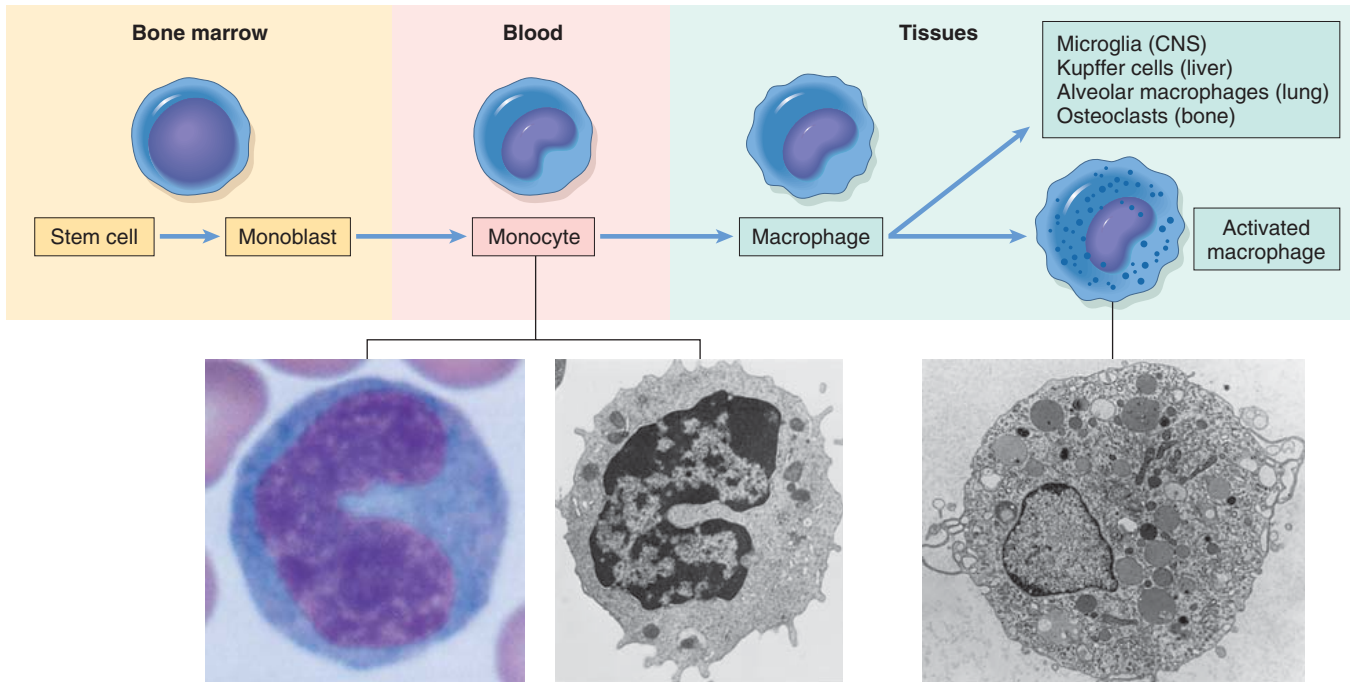 Bone marrow
Blood
Tissues
Microglia (CNS)
Kupffer cells (liver)
Alveolar macrophages (lung)
Osteoclasts (bone)
Stem cell
Monoblast
Monocyte
Macrophage
Activated
macrophage